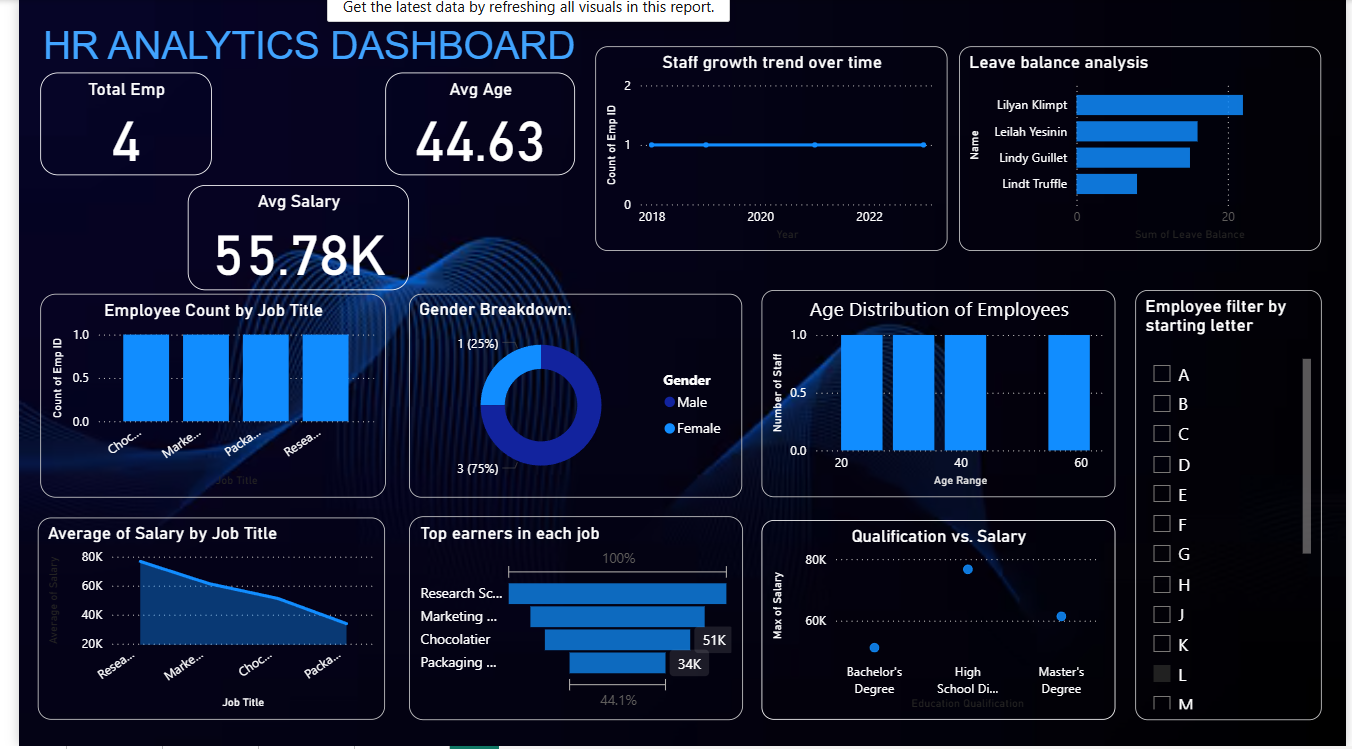 Get the latest data by refreshing all visuals in this report.
HR ANALYTICS DASHBOARD
Total Emp
4
Avg Age
44.63
Avg Salary
55.78K
Staff growth trend over time
Count of Emp ID
2
1
0
2018 2020 2022
Year
Leave balance analysis
Name
Lilyan Klimpt
Leilah Yesinin
Lindy Guillet
Lindt Truffle
0 20
Sum of Leave Balance
Employee Count by Job Title
Count of Emp ID
1.0
0.5
0.0
Choc... Marke... Packa... Resea...
Job Title
Gender Breakdown:
1 (25%)
3 (75%)
Gender
Male
Female
Age Distribution of Employees
Number of Staff
1.0
0.5
0.0
20 40 60
Age Range
Employee filter by
starting letter
A
B
C
D
E
F
G
H
J
K
L
M
Average of Salary by Job Title
Average of Salary
80K
60K
40K
20K
Resea... Marke... Choc... Packa...
Job Title
Top earners in each job
100%
Research Sc...
Marketing ...
Chocolatier 51K
Packaging ... 34K
44.1%
Qualification vs. Salary
Max of Salary
80K
60K
Bachelor's High Master's
Degree School Di... Degree
Education Qualification